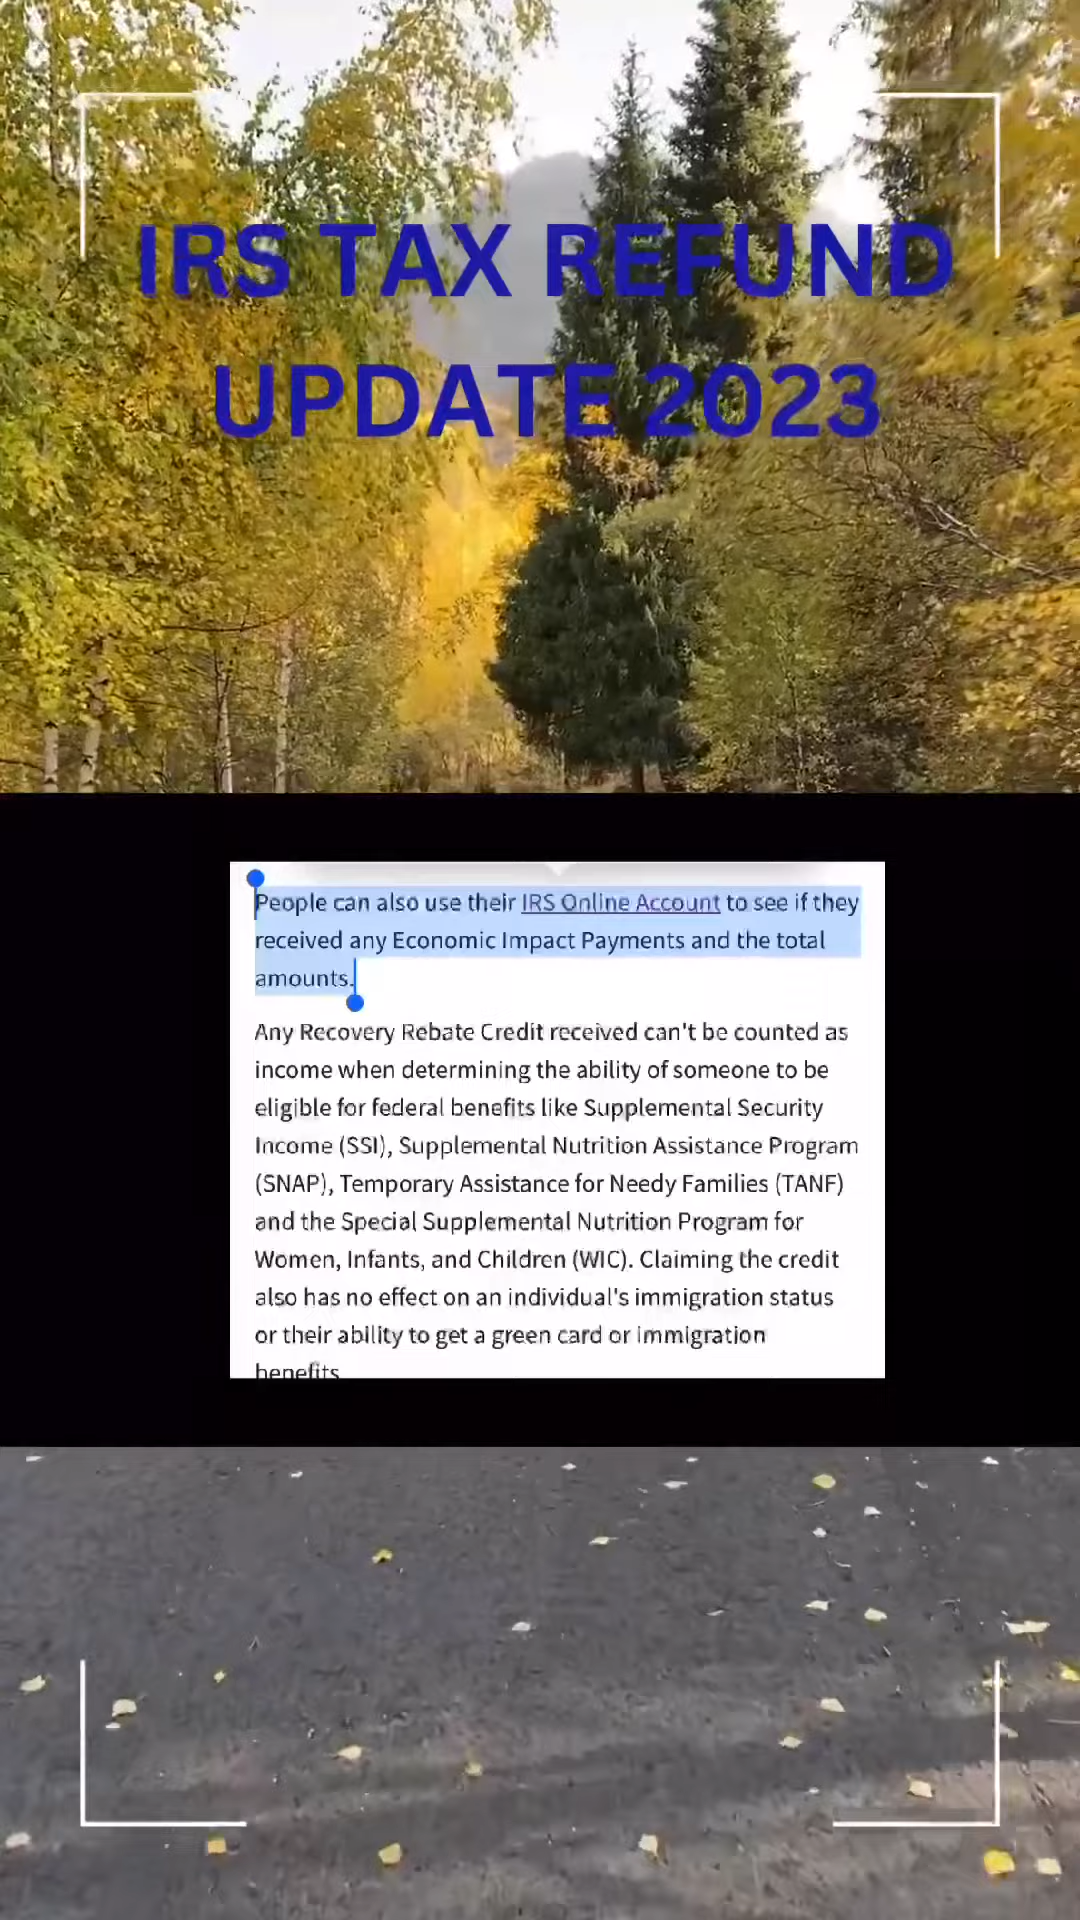 IRS TAX REFUND
UPDATE 2023
People can also use their IRS Online Account to see if they
received any Economic Impact Payments and the total
amounts.
Any Recovery Rebate Credit received can't be counted as
income when determining the ability of someone to be
eligible for federal benefits like Supplemental Security
Income (SSI), Supplemental Nutrition Assistance Program
(SNAP), Temporary Assistance for Needy Families (TANF)
and the Special Supplemental Nutrition Program for
Women, Infants, and Children (WIC). Claiming the credit
also has no effect on an individual's immigration status
or their ability to get a green card or immigration
benefits